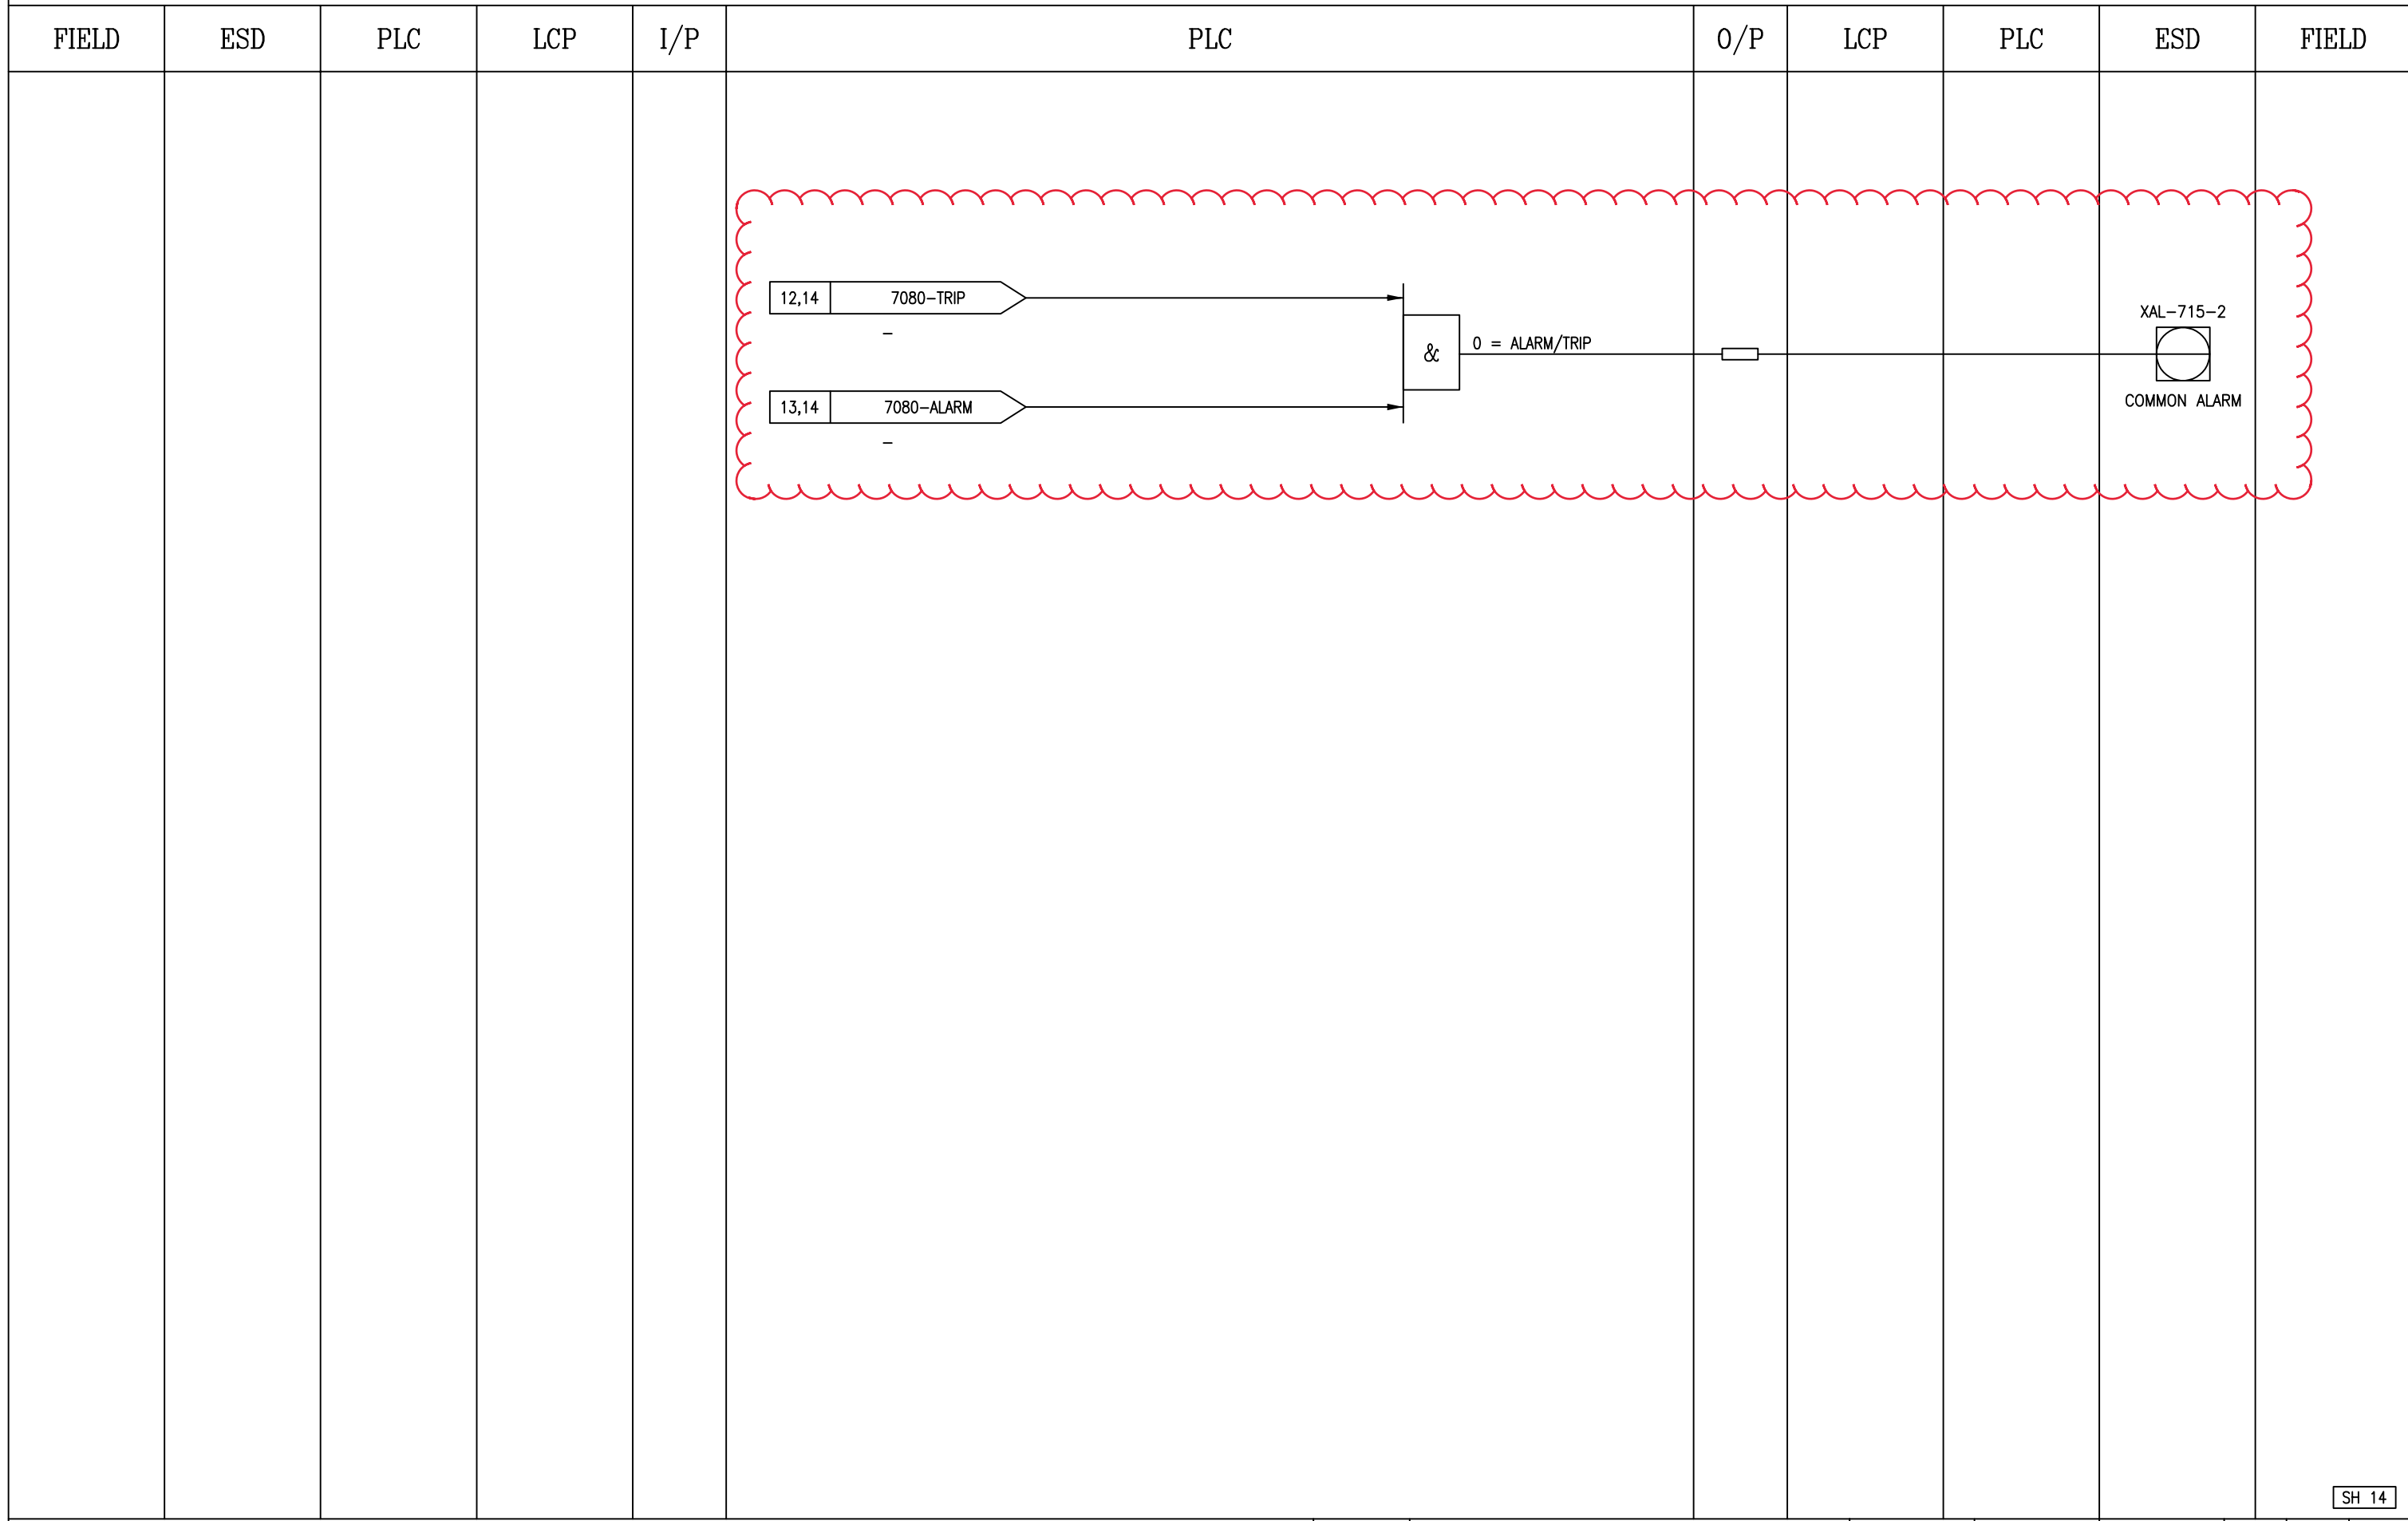 FIELD ESD PLC LCP I/P PLC O/P LCP PLC ESD FIELD
12,14 7080-TRIP
-
13,14 7080-ALARM
-
&
0 = ALARM/TRIP
XAL-715-2
COMMON ALARM
SH 14